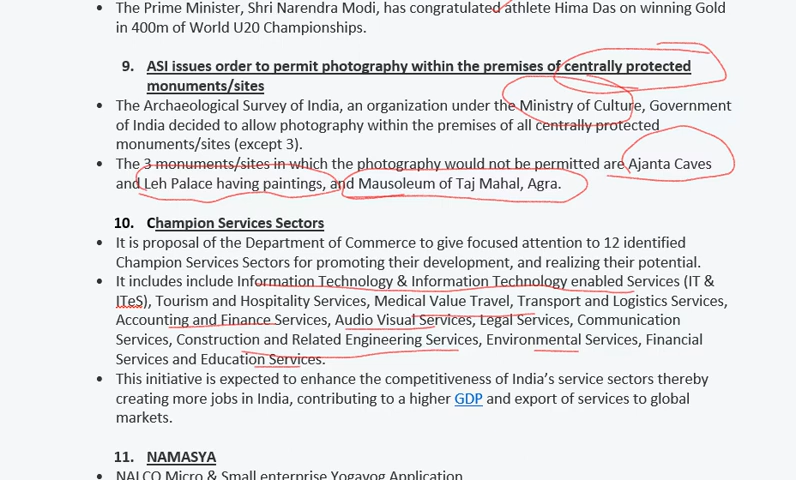 • The Prime Minister, Shri Narendra Modi, has congratulated athlete Hima Das on winning Gold
in 400m of World U20 Championships.
9. ASI issues order to permit photography within the premises of centrally protected
monuments/sites
• The Archaeological Survey of India, an organization under the Ministry of Culture, Government
of India decided to allow photography within the premises of all centrally protected
monuments/sites (except 3).
• The 3 monuments/sites in which the photography would not be permitted are Ajanta Caves
and Leh Palace having paintings, and Mausoleum of Taj Mahal, Agra.
10. Champion Services Sectors
• It is proposal of the Department of Commerce to give focused attention to 12 identified
Champion Services Sectors for promoting their development, and realizing their potential.
• It includes include Information Technology & Information Technology enabled Services (IT &
ITeS), Tourism and Hospitality Services, Medical Value Travel, Transport and Logistics Services,
Accounting and Finance Services, Audio Visual Services, Legal Services, Communication
Services, Construction and Related Engineering Services, Environmental Services, Financial
Services and Education Services.
• This initiative is expected to enhance the competitiveness of India's service sectors thereby
creating more jobs in India, contributing to a higher GDP and export of services to global
markets.
11. NAMASYA
• NALCO Micro & Small enterprise Yogayog Application